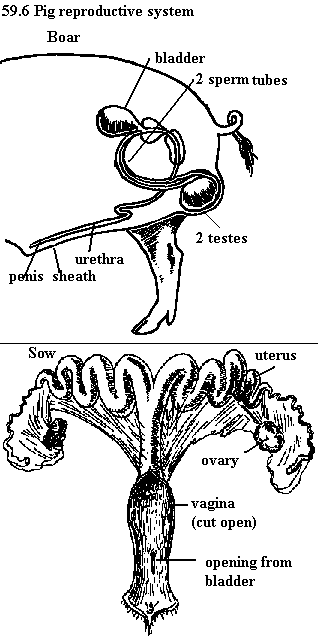 59.6 Pig reproductive system
Boar
bladder
2 sperm tubes
2 testes
urethra
penis sheath
Sow
uterus
ovary
vagina
(cut open)
opening from
bladder